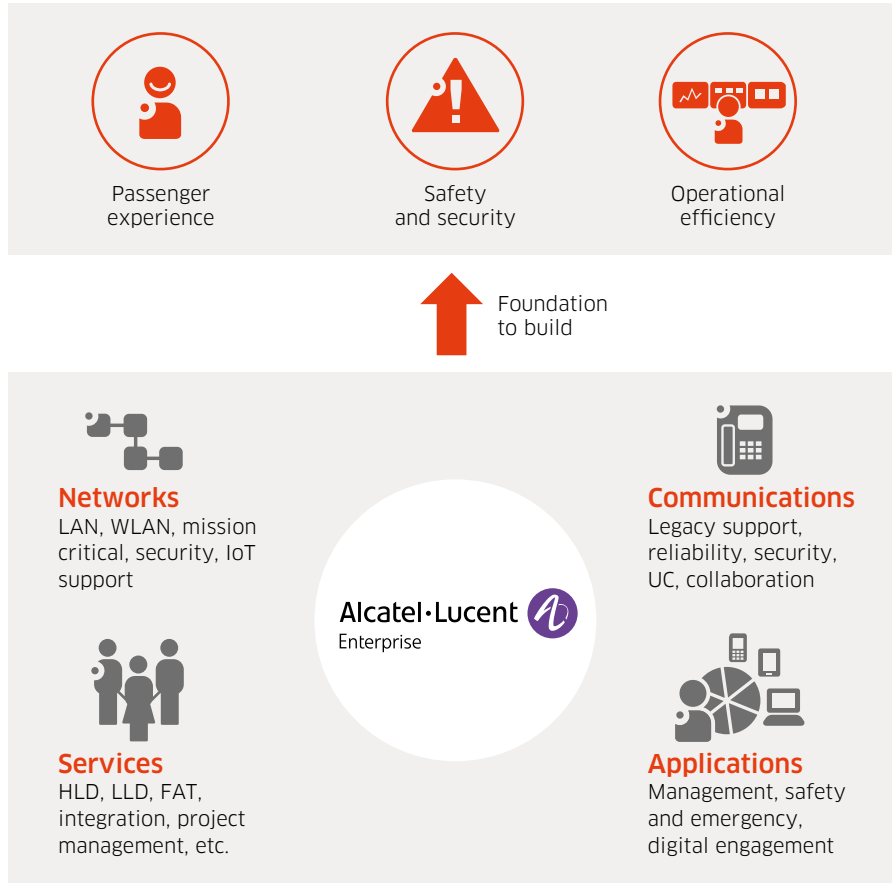 Passenger
experience
Safety
and security
Operational
efficiency
Foundation
to build
Networks
LAN, WLAN, mission
critical, security, IoT
support
Communications
Legacy support,
reliability, security,
UC, collaboration
Alcatel·Lucent
Enterprise
Services
HLD, LLD, FAT,
integration, project
management, etc.
Applications
Management, safety
and emergency,
digital engagement